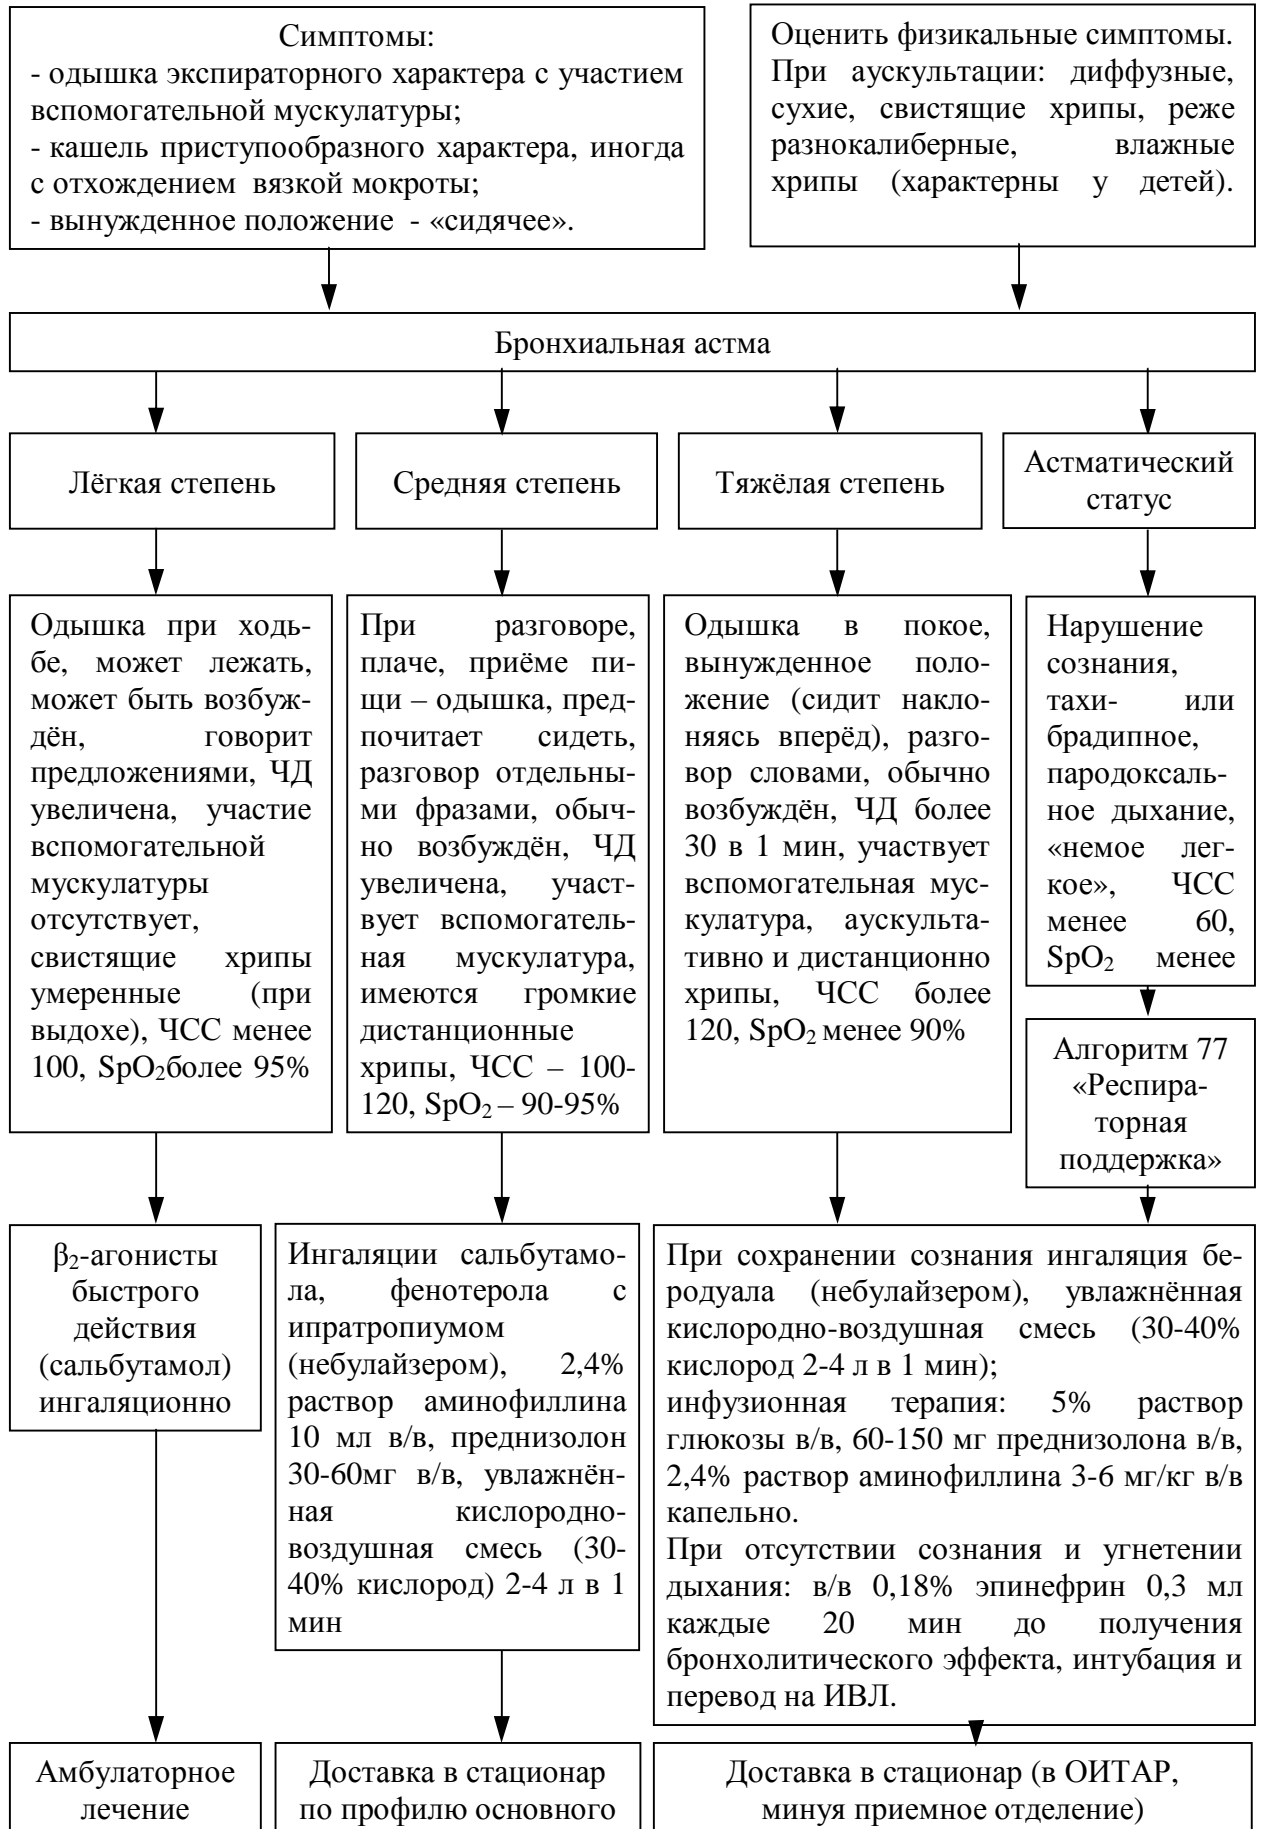 Симптомы:
- одышка экспираторного характера с участием
вспомогательной мускулатуры;
- кашель приступообразного характера, иногда
с отхождением вязкой мокроты;
- вынужденное положение - «сидячее».
Оценить физикальные симптомы.
При аускультации: диффузные,
сухие, свистящие хрипы, реже
разнокалиберные, влажные
хрипы (характерны у детей).
Бронхиальная астма
Лёгкая степень
Средняя степень
Тяжёлая степень
Астматический
статус
Одышка при ходь-
бе, может лежать,
может быть возбуж-
дён, говорит
предложениями, ЧД
увеличена, участие
вспомогательной
мускулатуры
отсутствует,
свистящие хрипы
умеренные (при
выдохе), ЧСС менее
100, SpO₂более 95%
При разговоре,
плаче, приёме пи-
щи – одышка, пред-
почитает сидеть,
разговор отдельны-
ми фразами, обыч-
но возбуждён, ЧД
увеличена, участ-
вует вспомогатель-
ная мускулатура,
имеются громкие
дистанционные
хрипы, ЧСС – 100-
120, SpO₂ – 90-95%
Одышка в покое,
вынужденное поло-
жение (сидит накло-
няясь вперёд), разго-
вор словами, обычно
возбуждён, ЧД более
30 в 1 мин, участвует
вспомогательная мус-
кулатура, аускульта-
тивно и дистанционно
хрипы, ЧСС более
120, SpO₂ менее 90%
Нарушение
сознания,
тахи- или
брадипное,
пародоксаль-
ное дыхание,
«немое лег-
кое», ЧСС
менее 60,
SpO₂ менее
Алгоритм 77
«Респира-
торная
поддержка»
β₂-агонисты
быстрого
действия
(сальбутамол)
ингаляционно
Ингаляции сальбутамо-
ла, фенотерола с
ипратропиумом
(небулайзером), 2,4%
раствор аминофиллина
10 мл в/в, преднизолон
30-60мг в/в, увлажнён-
ная кислородно-
воздушная смесь (30-
40% кислород) 2-4 л в 1
мин
При сохранении сознания ингаляция бе-
родуала (небулайзером), увлажнённая
кислородно-воздушная смесь (30-40%
кислород 2-4 л в 1 мин);
инфузионная терапия: 5% раствор
глюкозы в/в, 60-150 мг преднизолона в/в,
2,4% раствор аминофиллина 3-6 мг/кг в/в
капельно.
При отсутствии сознания и угнетении
дыхания: в/в 0,18% эпинефрин 0,3 мл
каждые 20 мин до получения
бронхолитического эффекта, интубация и
перевод на ИВЛ.
Амбулаторное
лечение
Доставка в стационар
по профилю основного
Доставка в стационар (в ОИТАР,
минуя приемное отделение)